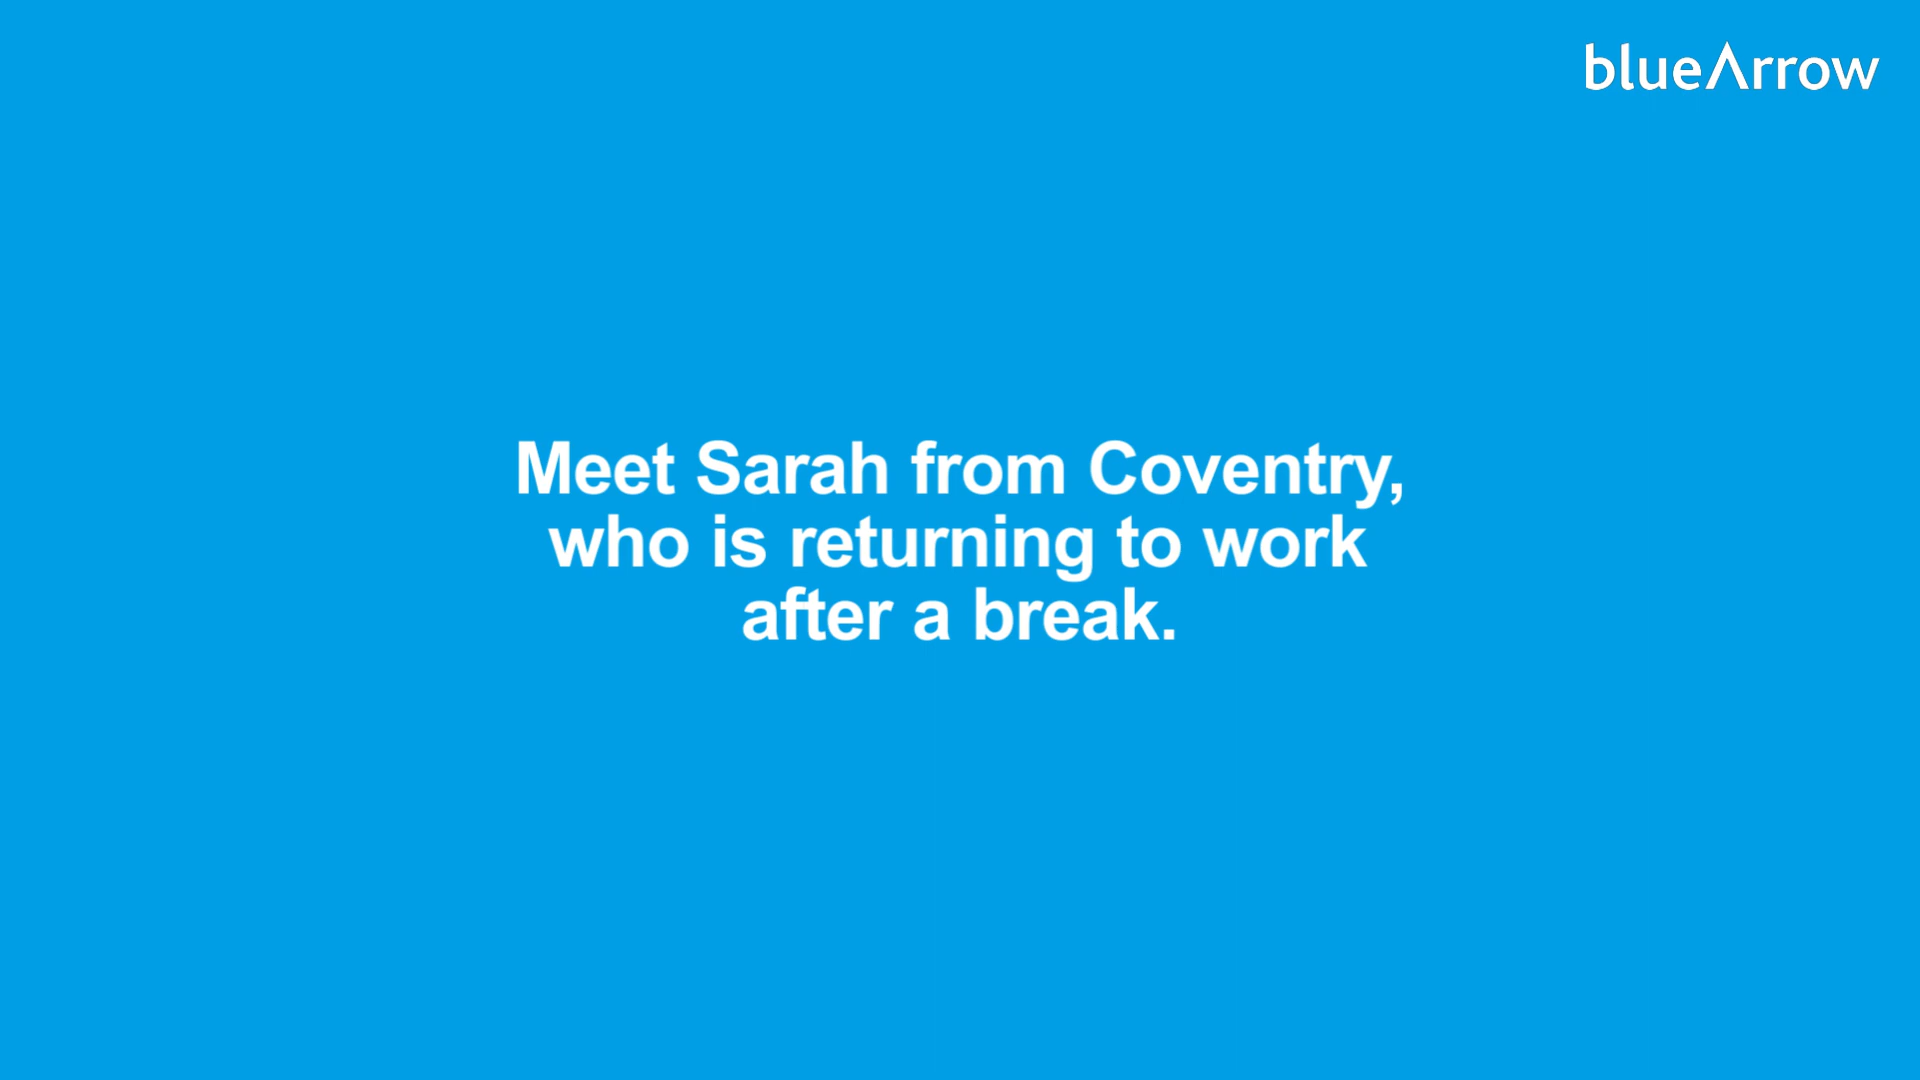 blueArrow
Meet Sarah from Coventry,
who is returning to work
after a break.